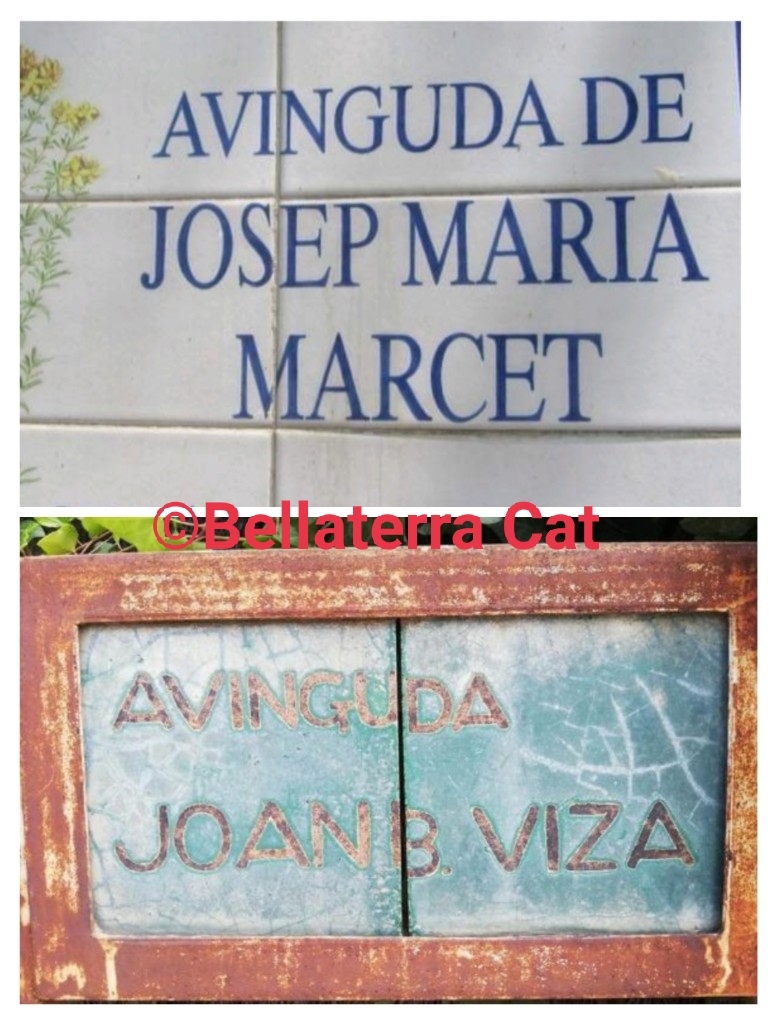 AVINGUDA DE
JOSEP MARIA
MARCET
©Bellaterra Cat
AVINGUDA
JOAN B. VIZA